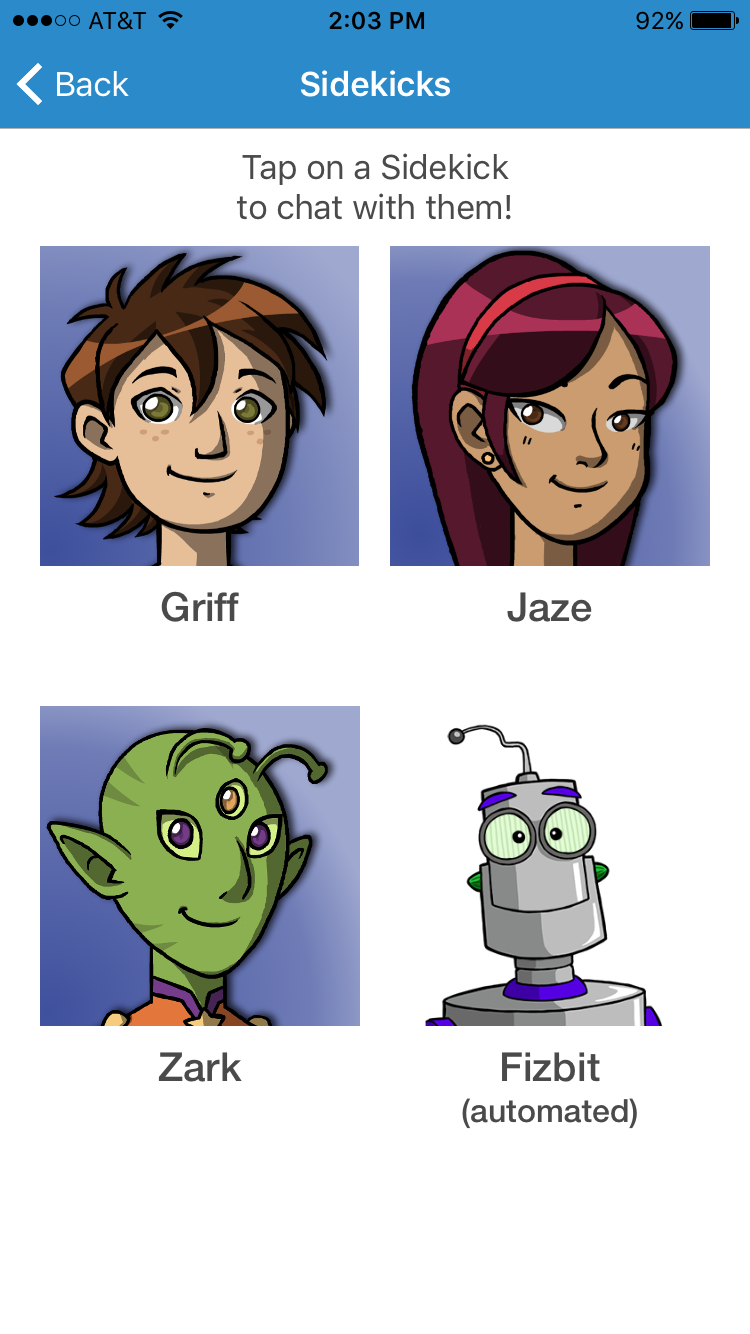 AT&T 2:03 PM 92%
Back Sidekicks
Tap on a Sidekick
to chat with them!
Griff Jaze
Zark Fizbit
(automated)